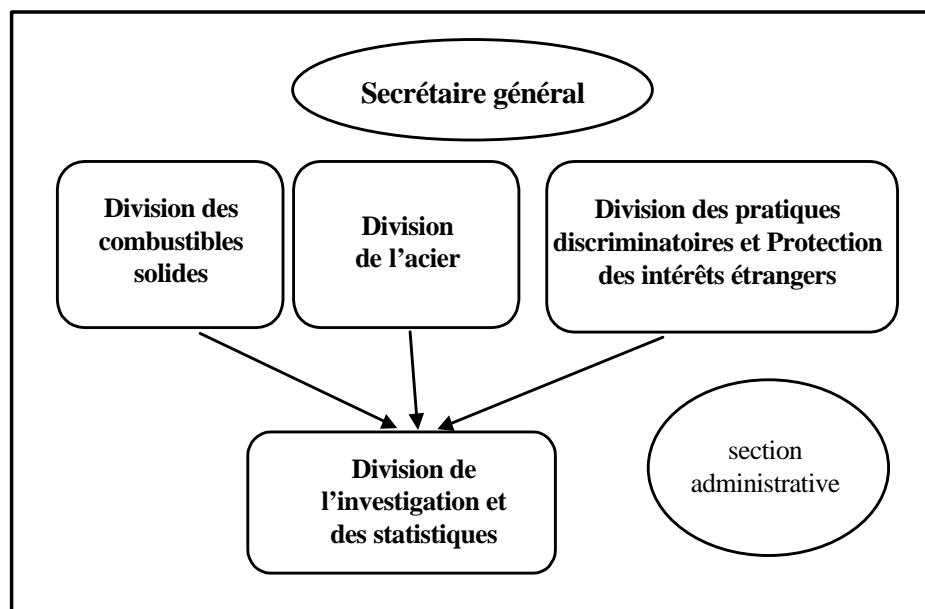 Secrétaire général
Division des
combustibles
solides
Division
de l’acier
Division des pratiques
discriminatoires et Protection
des intérêts étrangers
Division de
l’investigation et
des statistiques
section
administrative